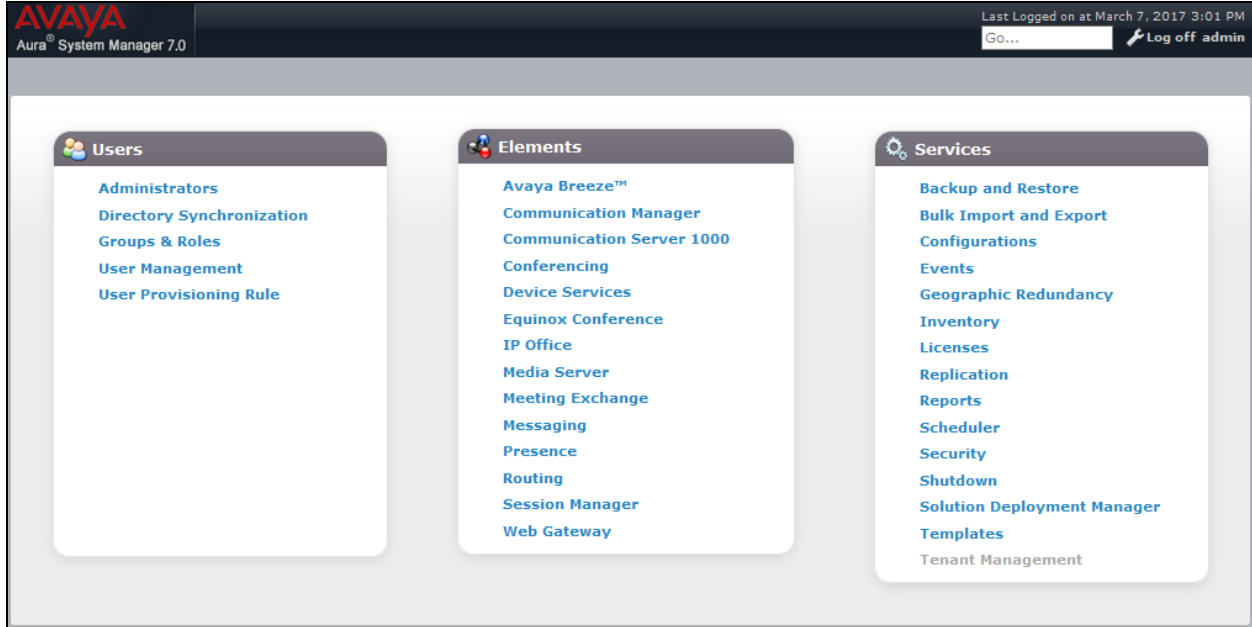 AVAYA
Aura® System Manager 7.0
Last Logged on at March 7, 2017 3:01 PM
Go...
Log off admin
Users
Administrators
Directory Synchronization
Groups & Roles
User Management
User Provisioning Rule
Elements
Avaya Breeze™
Communication Manager
Communication Server 1000
Conferencing
Device Services
Equinox Conference
IP Office
Media Server
Meeting Exchange
Messaging
Presence
Routing
Session Manager
Web Gateway
Services
Backup and Restore
Bulk Import and Export
Configurations
Events
Geographic Redundancy
Inventory
Licenses
Replication
Reports
Scheduler
Security
Shutdown
Solution Deployment Manager
Templates
Tenant Management